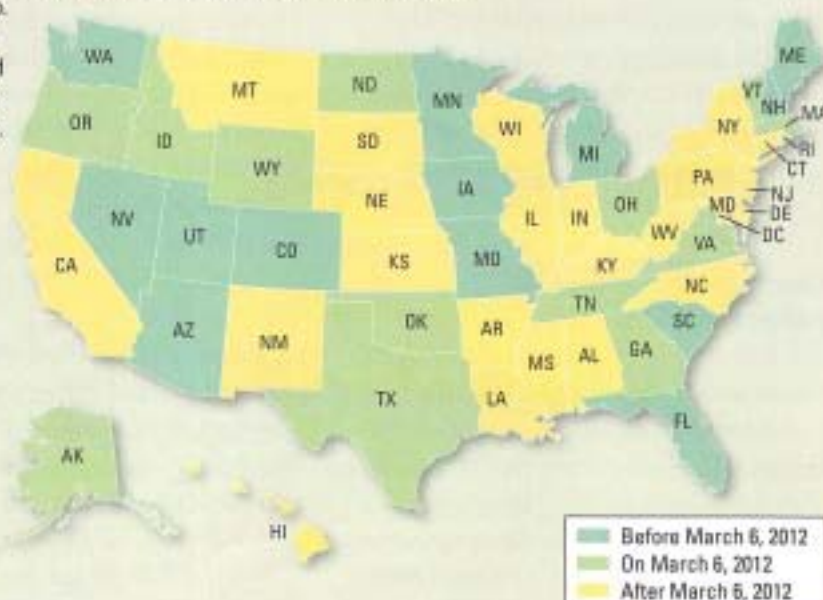 WA
MT
ND
MN
ME
VT
NH
MA
OR
ID
SD
WI
NY
RI
CT
WY
MI
PA
NJ
NE
IA
OH
MD
DE
NV
UT
CO
IL
IN
WV
VA
DC
CA
KS
MO
KY
NC
AZ
NM
OK
AR
TN
SC
MS
AL
GA
TX
LA
FL
AK
HI
Before March 6, 2012
On March 6, 2012
After March 6, 2012